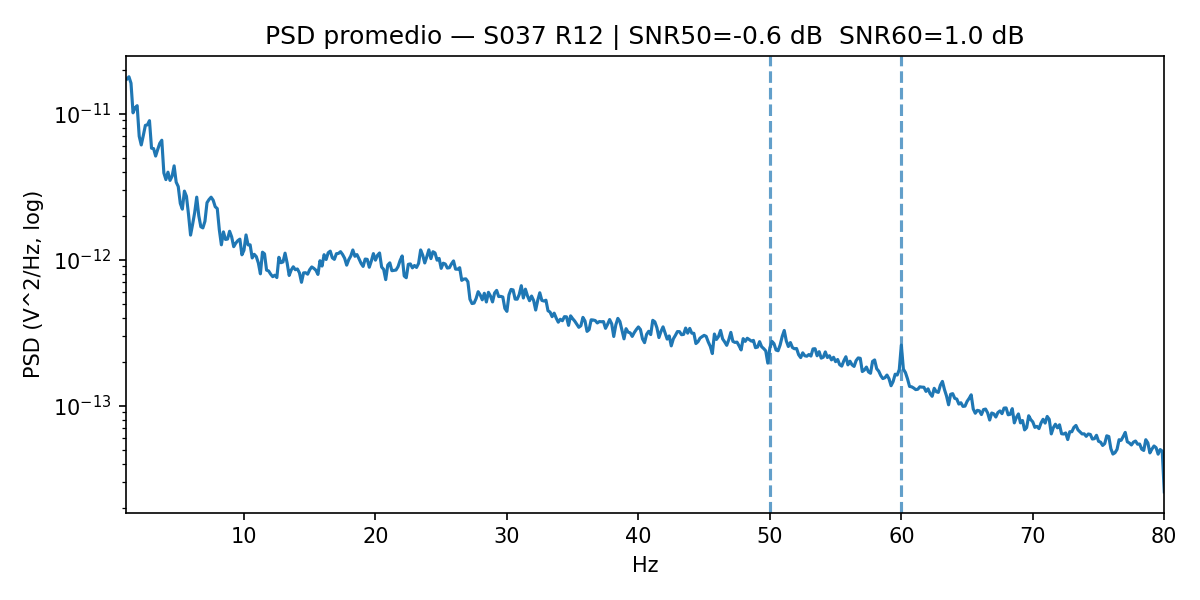 PSD promedio — S037 R12 | SNR50=-0.6 dB  SNR60=1.0 dB
PSD (V^2/Hz, log)
10⁻¹¹
10⁻¹²
10⁻¹³
10 20 30 40 50 60 70 80
Hz